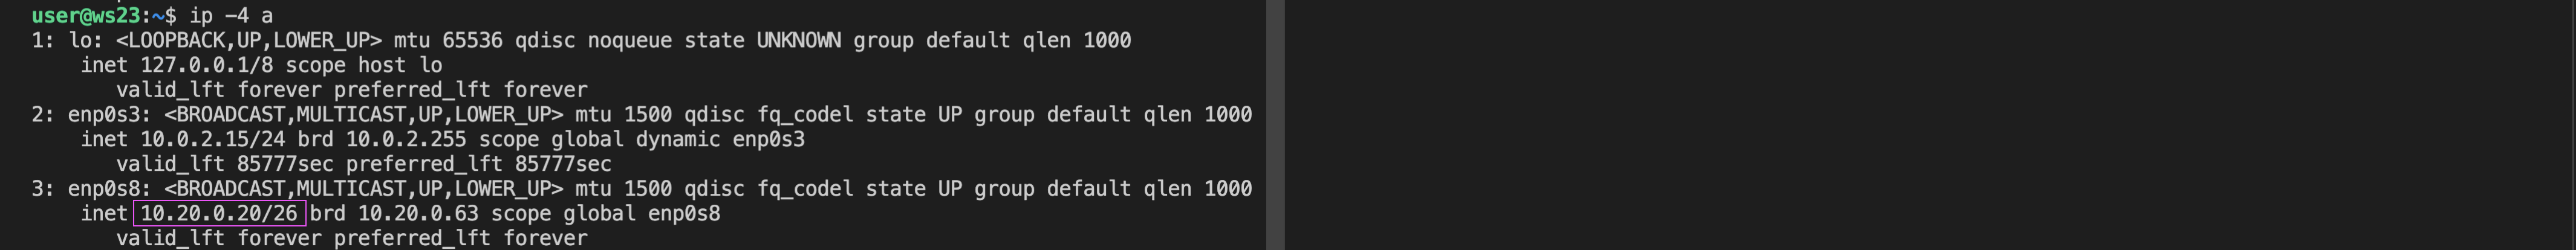 user@ws23:~$ ip -4 a
1: lo: <LOOPBACK,UP,LOWER_UP> mtu 65536 qdisc noqueue state UNKNOWN group default qlen 1000
    inet 127.0.0.1/8 scope host lo
       valid_lft forever preferred_lft forever
2: enp0s3: <BROADCAST,MULTICAST,UP,LOWER_UP> mtu 1500 qdisc fq_codel state UP group default qlen 1000
    inet 10.0.2.15/24 brd 10.0.2.255 scope global dynamic enp0s3
       valid_lft 85777sec preferred_lft 85777sec
3: enp0s8: <BROADCAST,MULTICAST,UP,LOWER_UP> mtu 1500 qdisc fq_codel state UP group default qlen 1000
    inet 10.20.0.20/26 brd 10.20.0.63 scope global enp0s8
       valid_lft forever preferred_lft forever